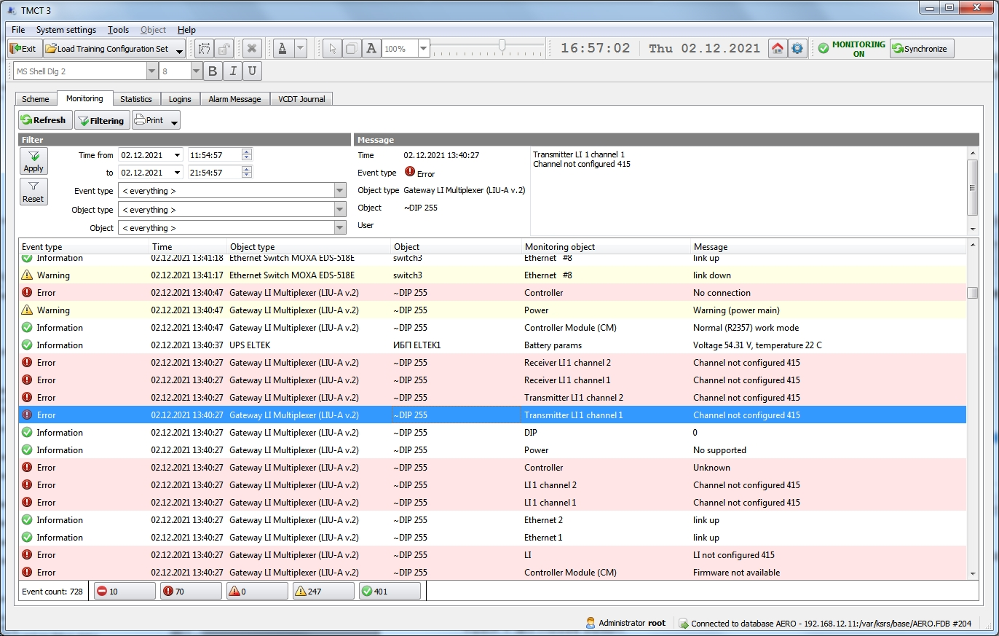 TMCT 3
File System settings Tools Object Help
Exit Load Training Configuration Set A A 100% 16:57:02 Thu 02.12.2021 MONITORING ON Synchronize
MS Shell Dlg 2 8 B I U
Scheme Monitoring Statistics Logins Alarm Message VCDT Journal
Refresh Filtering Print
Filter Message
Apply Time from 02.12.2021 11:54:57 Time 02.12.2021 13:40:27 Transmitter LI 1 channel 1
Channel not configured 415
to 02.12.2021 21:54:57 Event type Error
Reset Event type < everything > Object type Gateway LI Multiplexer (LIU-A v.2)
Object type < everything > Object ~DIP 255
Object < everything > User
Event type Time Object type Object Monitoring object Message
Information 02.12.2021 13:41:18 Ethernet Switch MOXA EDS-518E switch3 Ethernet #8 link up
Warning 02.12.2021 13:41:17 Ethernet Switch MOXA EDS-518E switch3 Ethernet #8 link down
Error 02.12.2021 13:40:47 Gateway LI Multiplexer (LIU-A v.2) ~DIP 255 Controller No connection
Warning 02.12.2021 13:40:47 Gateway LI Multiplexer (LIU-A v.2) ~DIP 255 Power Warning (power main)
Information 02.12.2021 13:40:47 Gateway LI Multiplexer (LIU-A v.2) ~DIP 255 Controller Module (CM) Normal (R2357) work mode
Information 02.12.2021 13:40:37 UPS ELTEK ИБП ELTEK1 Battery params Voltage 54.31 V, temperature 22 C
Error 02.12.2021 13:40:27 Gateway LI Multiplexer (LIU-A v.2) ~DIP 255 Receiver LI 1 channel 2 Channel not configured 415
Error 02.12.2021 13:40:27 Gateway LI Multiplexer (LIU-A v.2) ~DIP 255 Receiver LI 1 channel 1 Channel not configured 415
Error 02.12.2021 13:40:27 Gateway LI Multiplexer (LIU-A v.2) ~DIP 255 Transmitter LI 1 channel 2 Channel not configured 415
Error 02.12.2021 13:40:27 Gateway LI Multiplexer (LIU-A v.2) ~DIP 255 Transmitter LI 1 channel 1 Channel not configured 415
Information 02.12.2021 13:40:27 Gateway LI Multiplexer (LIU-A v.2) ~DIP 255 DIP 0
Information 02.12.2021 13:40:27 Gateway LI Multiplexer (LIU-A v.2) ~DIP 255 Power No supported
Error 02.12.2021 13:40:27 Gateway LI Multiplexer (LIU-A v.2) ~DIP 255 Controller Unknown
Error 02.12.2021 13:40:27 Gateway LI Multiplexer (LIU-A v.2) ~DIP 255 LI 1 channel 2 Channel not configured 415
Error 02.12.2021 13:40:27 Gateway LI Multiplexer (LIU-A v.2) ~DIP 255 LI 1 channel 1 Channel not configured 415
Information 02.12.2021 13:40:27 Gateway LI Multiplexer (LIU-A v.2) ~DIP 255 Ethernet 2 link up
Information 02.12.2021 13:40:27 Gateway LI Multiplexer (LIU-A v.2) ~DIP 255 Ethernet 1 link up
Error 02.12.2021 13:40:27 Gateway LI Multiplexer (LIU-A v.2) ~DIP 255 LI LI not configured 415
Error 02.12.2021 13:40:27 Gateway LI Multiplexer (LIU-A v.2) ~DIP 255 Controller Module (CM) Firmware not available
Event count: 728 10 70 0 247 401
Administrator root Connected to database AERO - 192.168.12.11:/var/ksrs/base/AERO.FDB #204